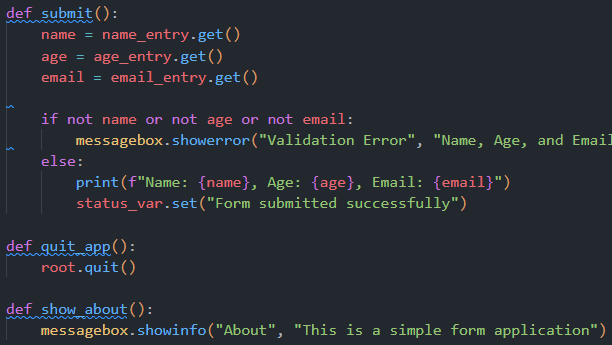 def submit():
    name = name_entry.get()
    age = age_entry.get()
    email = email_entry.get()

    if not name or not age or not email:
        messagebox.showerror("Validation Error", "Name, Age, and Email
    else:
        print(f"Name: {name}, Age: {age}, Email: {email}")
        status_var.set("Form submitted successfully")

def quit_app():
    root.quit()

def show_about():
    messagebox.showinfo("About", "This is a simple form application")